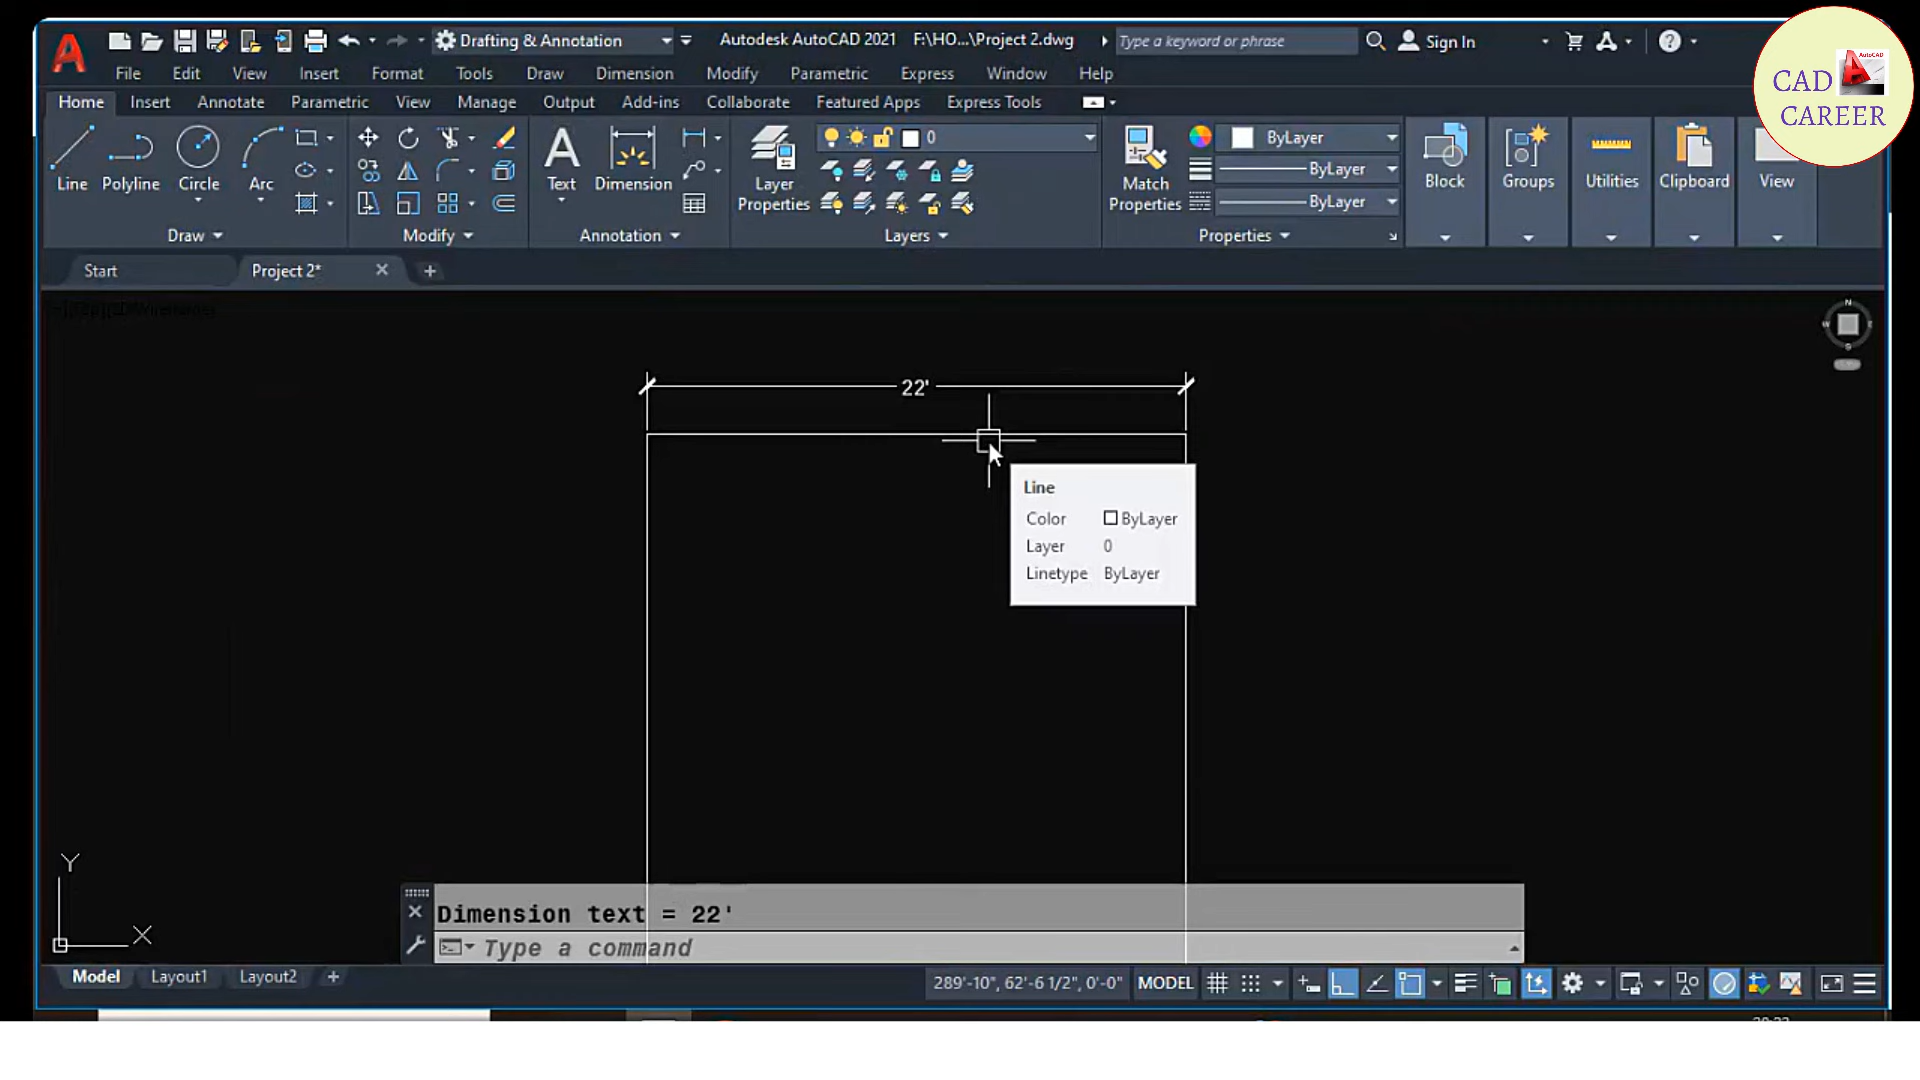 Drafting & Annotation
Autodesk AutoCAD 2021 F:\HO...\Project 2.dwg
Type a keyword or phrase
Sign In
AutoCAD
CAD
CAREER
File Edit View Insert Format Tools Draw Dimension Modify Parametric Express Window Help
Home Insert Annotate Parametric View Manage Output Add-ins Collaborate Featured Apps Express Tools
Line Polyline Circle Arc
Text Dimension
Layer Properties
0
Match Properties
ByLayer
ByLayer
ByLayer
Block Groups Utilities Clipboard View
Draw Modify Annotation Layers Properties
Start Project 2*
N
W
S
22'
Line
Color ByLayer
Layer 0
Linetype ByLayer
Y
X
Dimension text = 22'
Type a command
Model Layout1 Layout2
289'-10", 62'-6 1/2", 0'-0" MODEL